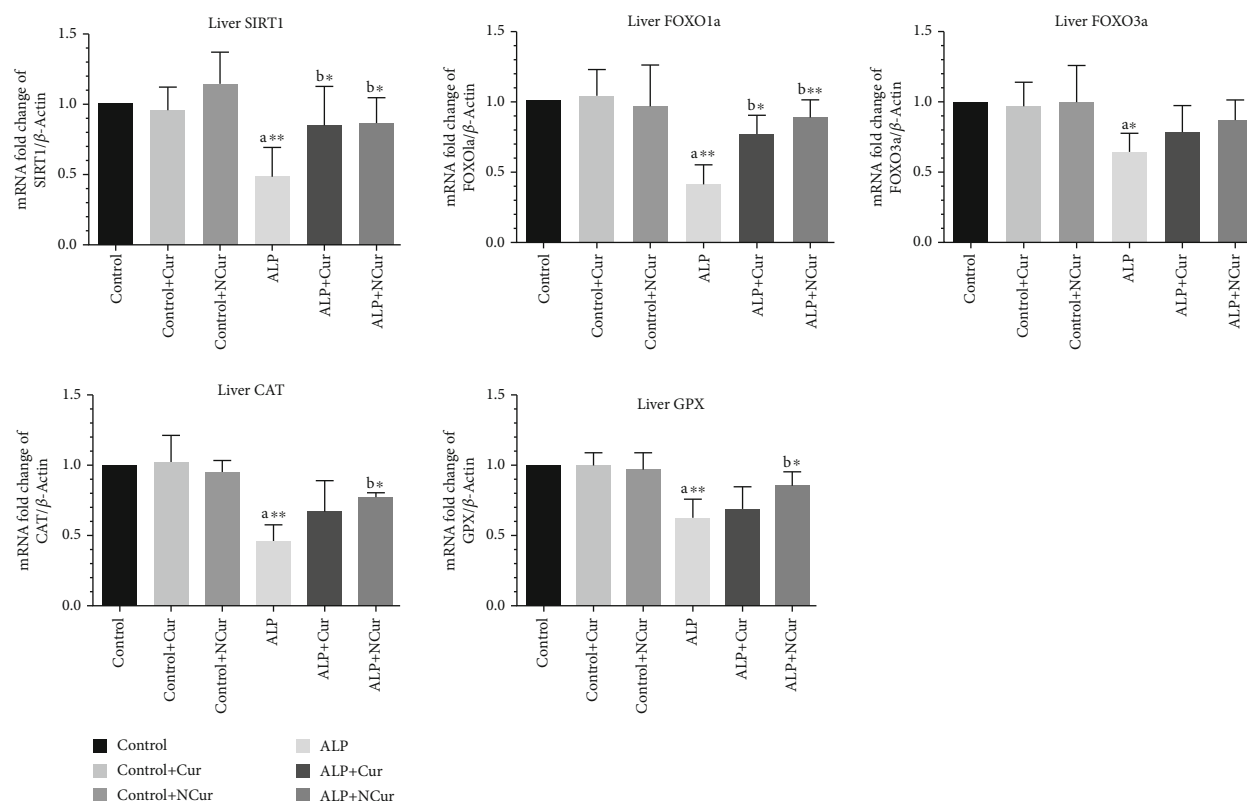 Liver SIRT1
mRNA fold change of
SIRT1/β-Actin
1.5
1.0
0.5
0.0
b*
b*
a**
Control
Control+Cur
Control+NCur
ALP
ALP+Cur
ALP+NCur
Liver FOXO1a
mRNA fold change of
FOXOla/β-Actin
1.5
1.0
0.5
0.0
b**
b*
a**
Control
Control+Cur
Control+NCur
ALP
ALP+Cur
ALP+NCur
Liver FOXO3a
mRNA fold change of
FOXO3a/β-Actin
1.5
1.0
0.5
0.0
a*
Control
Control+Cur
Control+NCur
ALP
ALP+Cur
ALP+NCur
Liver CAT
mRNA fold change of
CAT/β-Actin
1.5
1.0
0.5
0.0
b*
a**
Control
Control+Cur
Control+NCur
ALP
ALP+Cur
ALP+NCur
Liver GPX
mRNA fold change of
GPX/β-Actin
1.5
1.0
0.5
0.0
b*
a**
Control
Control+Cur
Control+NCur
ALP
ALP+Cur
ALP+NCur
Control
Control+Cur
Control+NCur
ALP
ALP+Cur
ALP+NCur